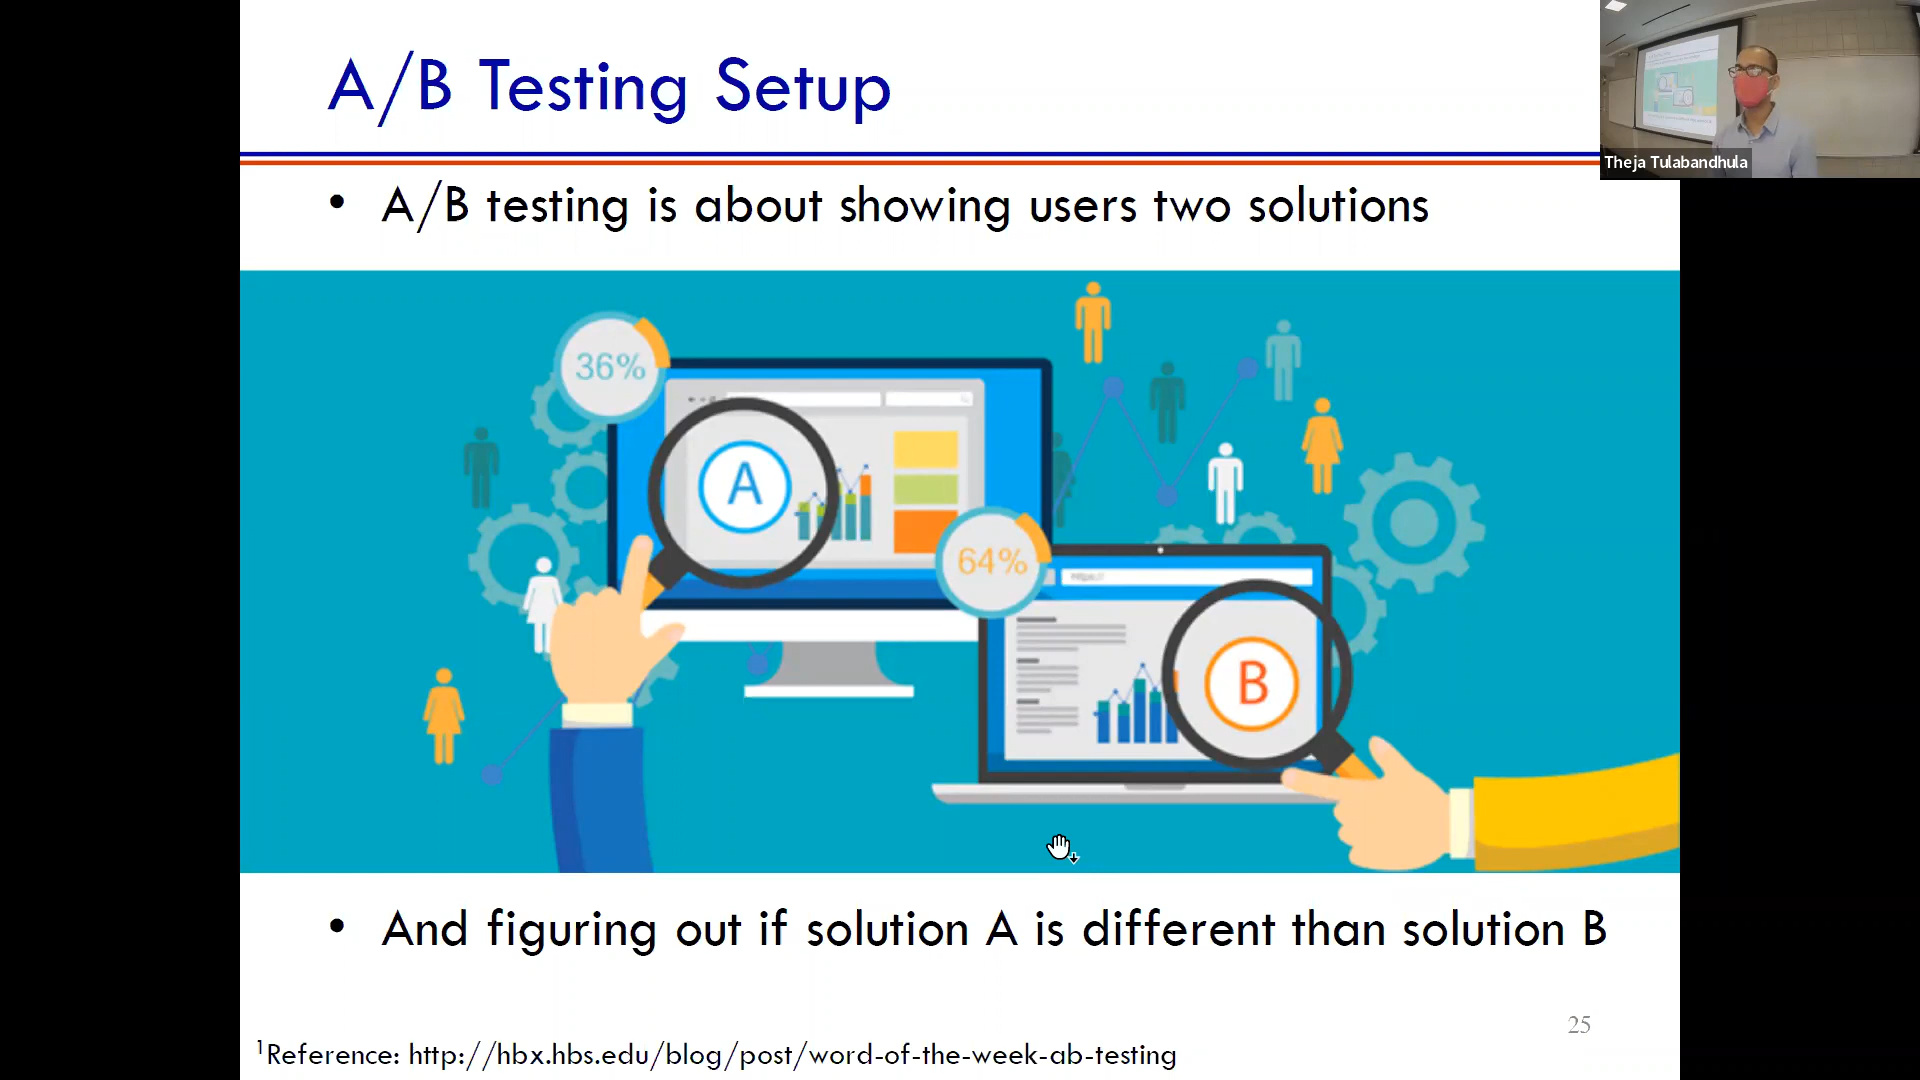 A/B Testing Setup
Theja Tulabandhula
• A/B testing is about showing users two solutions
36%
A
64%
B
• And figuring out if solution A is different than solution B
25
¹Reference: http://hbx.hbs.edu/blog/post/word-of-the-week-ab-testing